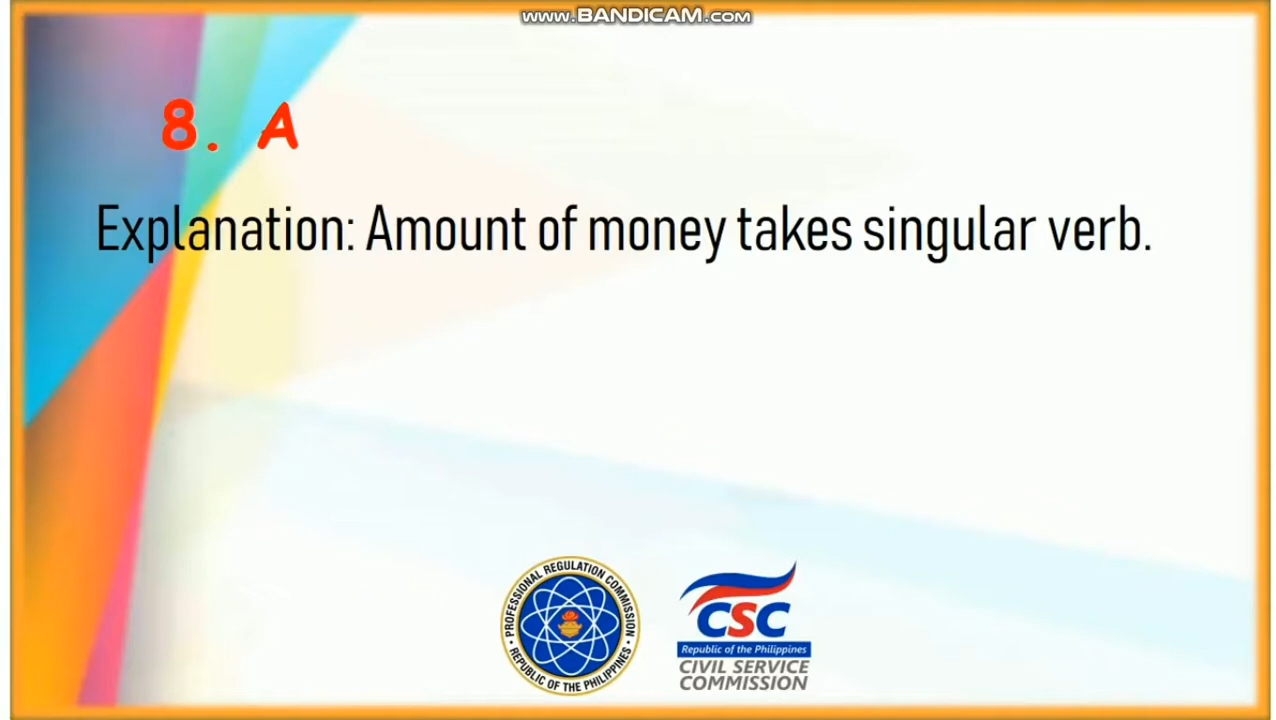 www.BANDICAM.com
8. A
Explanation: Amount of money takes singular verb.
PROFESSIONAL REGULATION COMMISSION
REPUBLIC OF THE PHILIPPINES
CSC
Republic of the Philippines
CIVIL SERVICE
COMMISSION